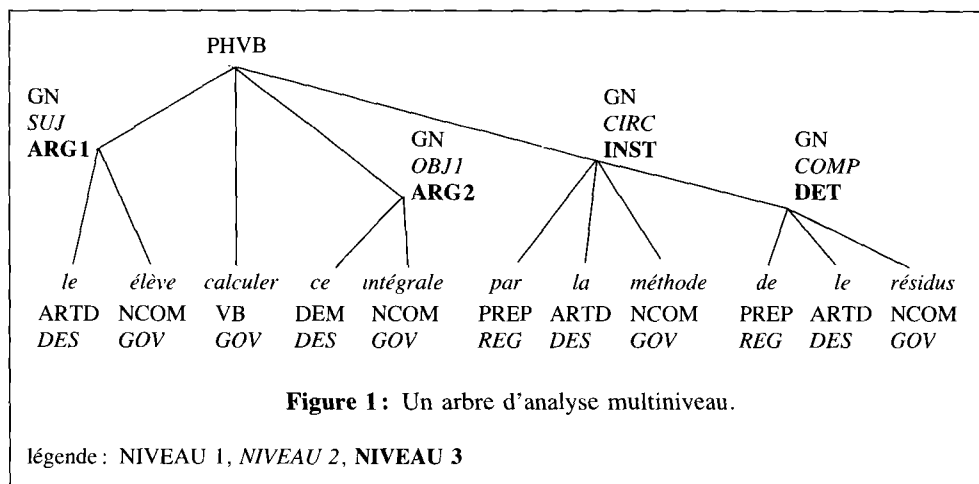 PHVB
GN
SUJ
ARG1
GN
OBJ1
ARG2
GN
CIRC
INST
GN
COMP
DET
le élève calculer ce intégrale par la méthode de le résidus
ARTD NCOM VB DEM NCOM PREP ARTD NCOM PREP ARTD NCOM
DES GOV GOV DES GOV REG DES GOV REG DES GOV
Figure 1: Un arbre d'analyse multiniveau.
légende: NIVEAU 1, NIVEAU 2, NIVEAU 3